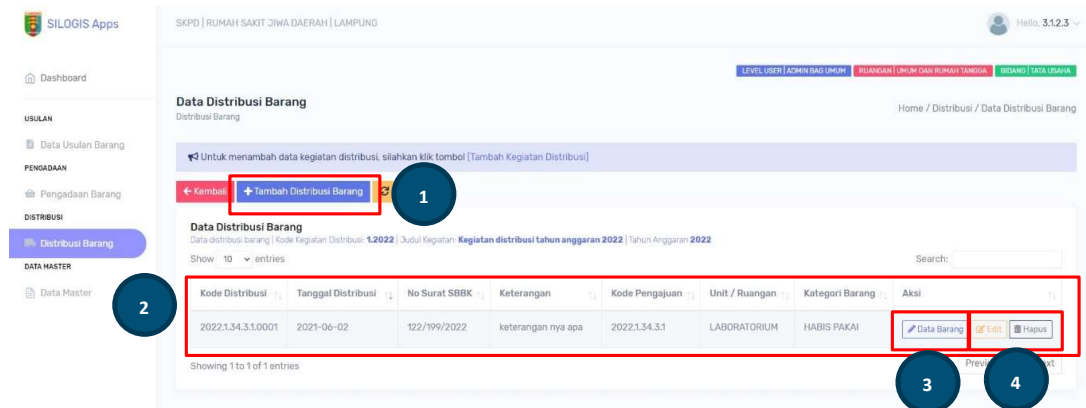 SILOGIS Apps
SKPD | RUMAH SAKIT JIWA DAERAH | LAMPUNG
Hello, 3.1.2.3
Dashboard
LEVEL USER | ADMIN BAG UMUM
RUANGAN | UMUM DAN RUMAH TANGGA
BIDANG | TATA USAHA
Data Distribusi Barang
Distribusi Barang
Home / Distribusi / Data Distribusi Barang
USULAN
Data Usulan Barang
PENGADAAN
Pengadaan Barang
DISTRIBUSI
Distribusi Barang
DATA MASTER
Data Master
Untuk menambah data kegiatan distribusi, silahkan klik tombol [Tambah Kegiatan Distribusi]
Kembali
Tambah Distribusi Barang
1
Data Distribusi Barang
Data distribusi barang | Kode Kegiatan Distribusi: 1.2022 | Judul Kegiatan: Kegiatan distribusi tahun anggaran 2022 | Tahun Anggaran 2022
Show 10 entries
Search:
2
Kode Distribusi Tanggal Distribusi No Surat SBBK Keterangan Kode Pengajuan Unit / Ruangan Kategori Barang Aksi
2022.1.34.3.1.0001 2021-06-02 122/199/2022 keterangan nya apa 2022.1.34.3.1 LABORATORIUM HABIS PAKAI Data Barang Edit Hapus
Showing 1 to 1 of 1 entries
3
4